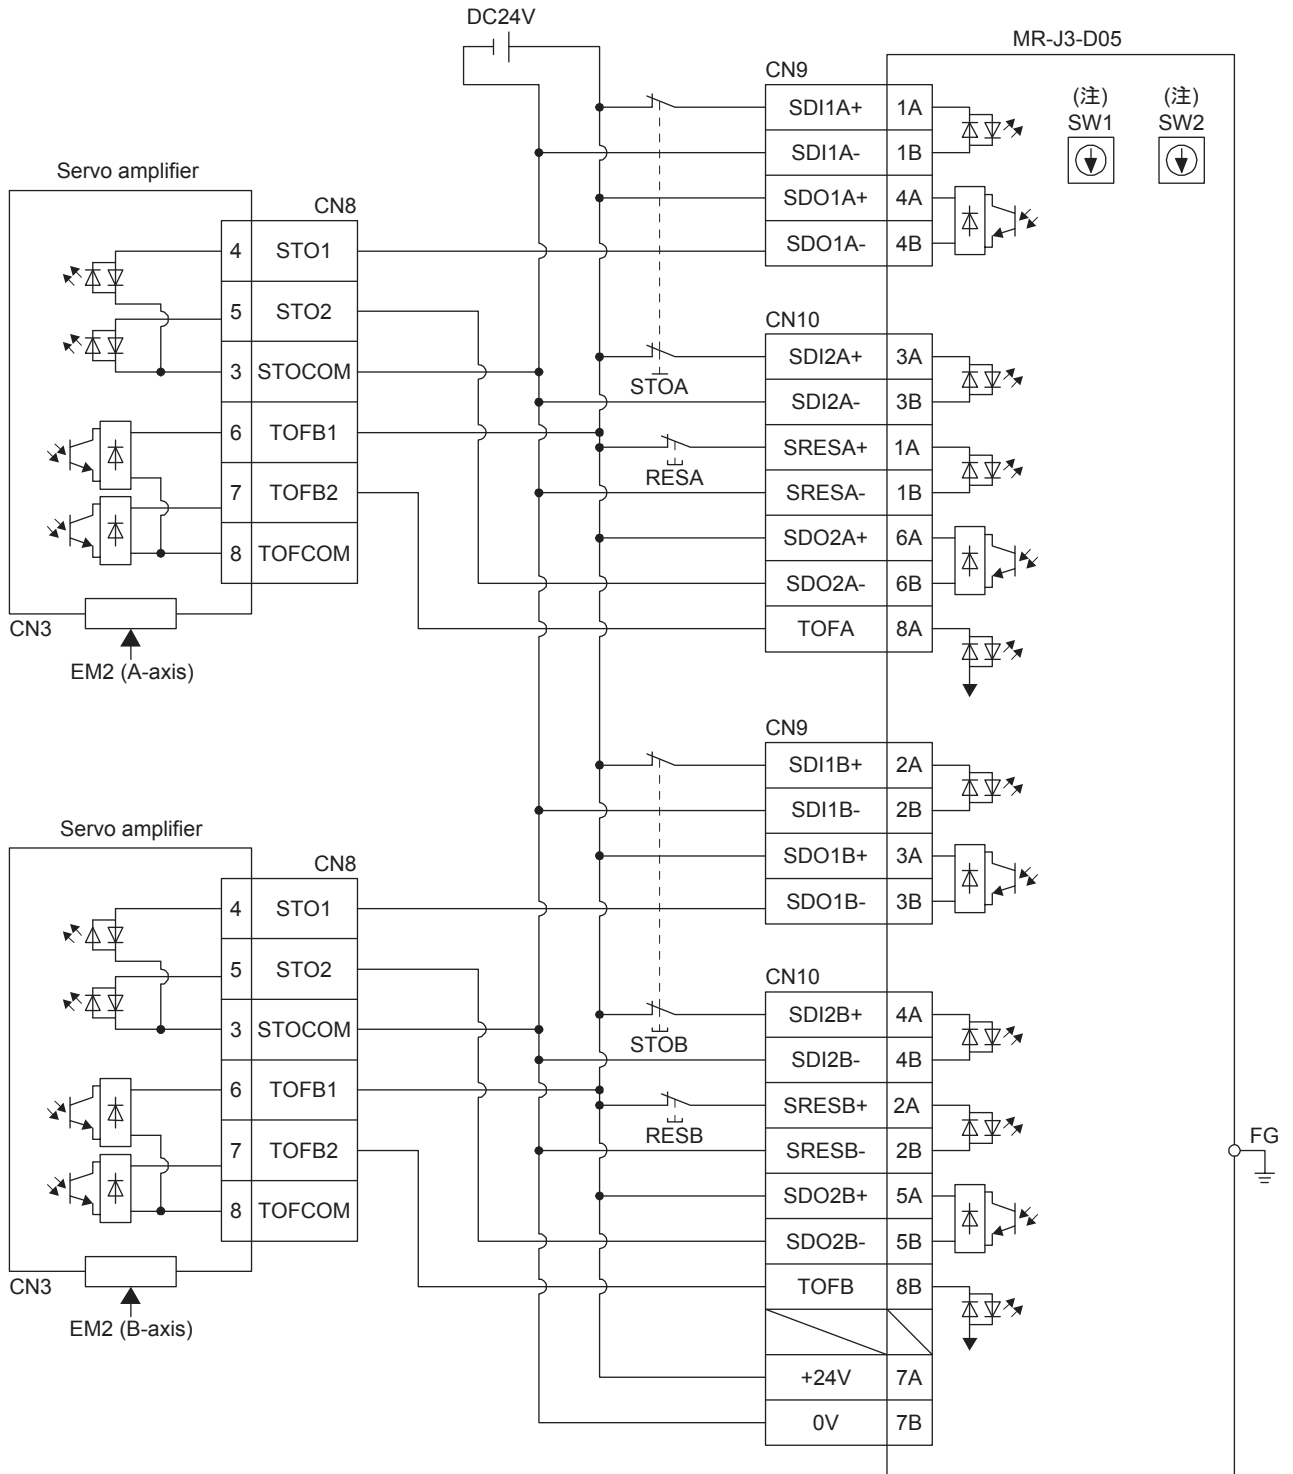 DC24V
MR-J3-D05
CN9
SDI1A+ 1A
SDI1A- 1B
SDO1A+ 4A
SDO1A- 4B
(注)
SW1
(注)
SW2
Servo amplifier
CN8
4 STO1
5 STO2
3 STOCOM
6 TOFB1
7 TOFB2
8 TOFCOM
CN3
EM2 (A-axis)
STOA
RESA
CN10
SDI2A+ 3A
SDI2A- 3B
SRESA+ 1A
SRESA- 1B
SDO2A+ 6A
SDO2A- 6B
TOFA 8A
CN9
SDI1B+ 2A
SDI1B- 2B
SDO1B+ 3A
SDO1B- 3B
Servo amplifier
CN8
4 STO1
5 STO2
3 STOCOM
6 TOFB1
7 TOFB2
8 TOFCOM
CN3
EM2 (B-axis)
STOB
RESB
CN10
SDI2B+ 4A
SDI2B- 4B
SRESB+ 2A
SRESB- 2B
SDO2B+ 5A
SDO2B- 5B
TOFB 8B
+24V 7A
0V 7B
FG